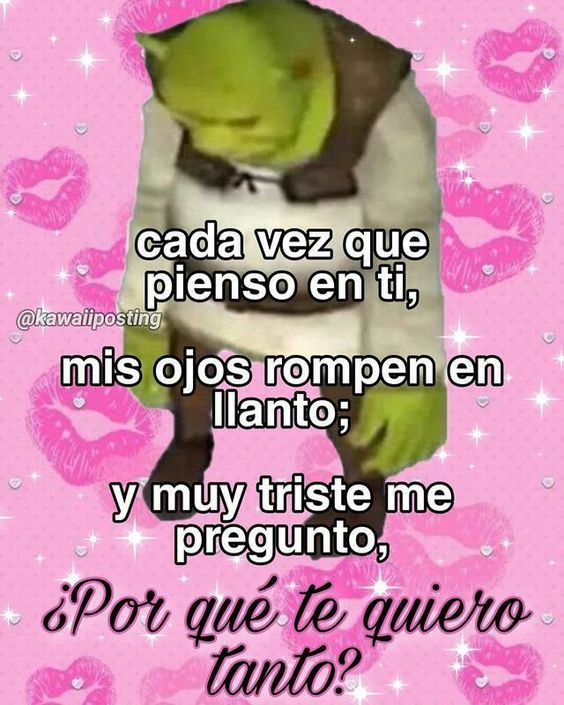 cada vez que
pienso en ti,
@kawaiiposting
mis ojos rompen en
llanto;
y muy triste me
pregunto,
¿Por qué te quiero
tanto?